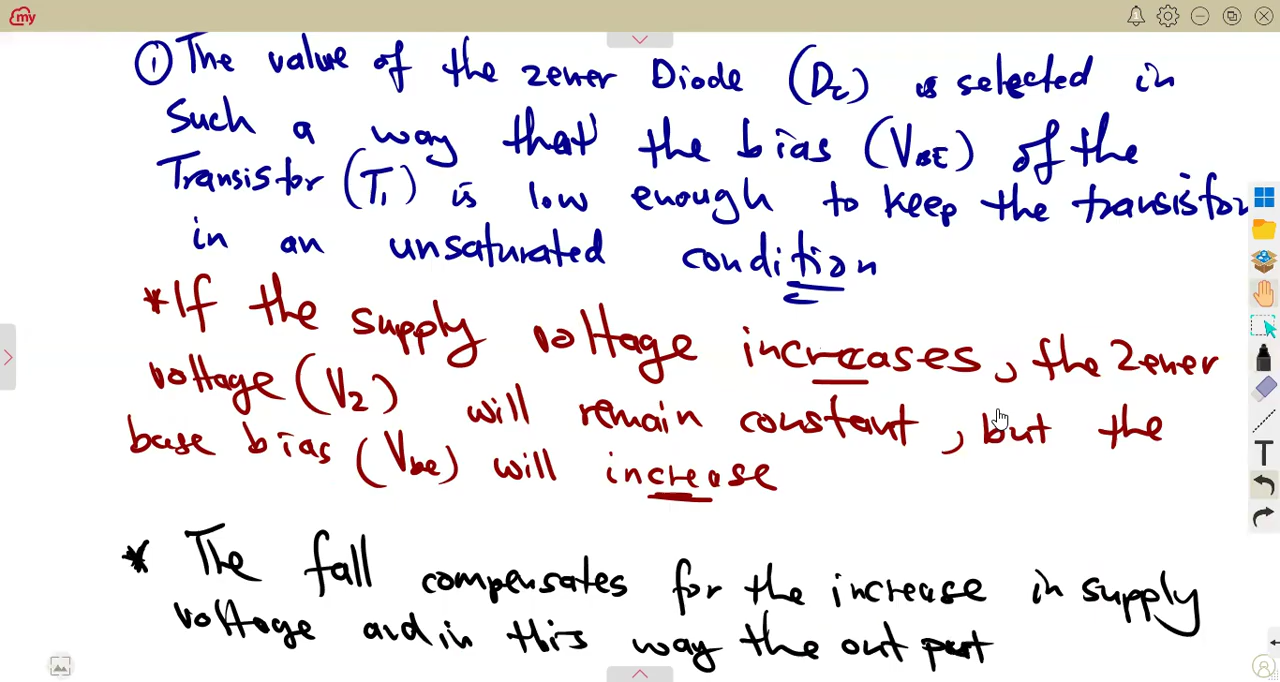 my
① The value of the zener Diode (Dz) is selected in
such a way that the bias (VBE) of the
Transistor (T1) is low enough to keep the transistor
in an unsaturated condition
*If the supply voltage increases, the zener
voltage (Vz) will remain constant, but the
base bias (Vbe) will increase
* The fall compensates for the increase in supply
voltage and in this way the out put
T